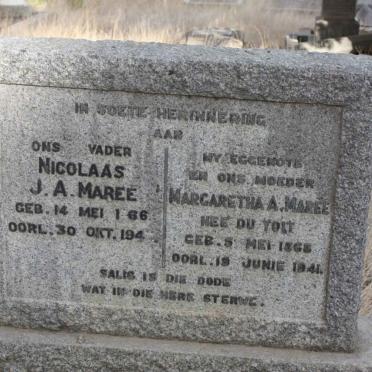 IN SOETE HERINNERING
AAN
ONS VADER
NICOLAAS
J. A. MAREE
GEB. 14 MEI 1 66
OORL. 30 OKT. 194
MY EGGENOTE
EN ONS MOEDER
MARGARETHA A. MAREE
NEE DU TOIT
GEB. 5 MEI 1868
OORL. 19 JUNIE 1941.
SALIG IS DIE DODE
WAT IN DIE HERE STERWE.